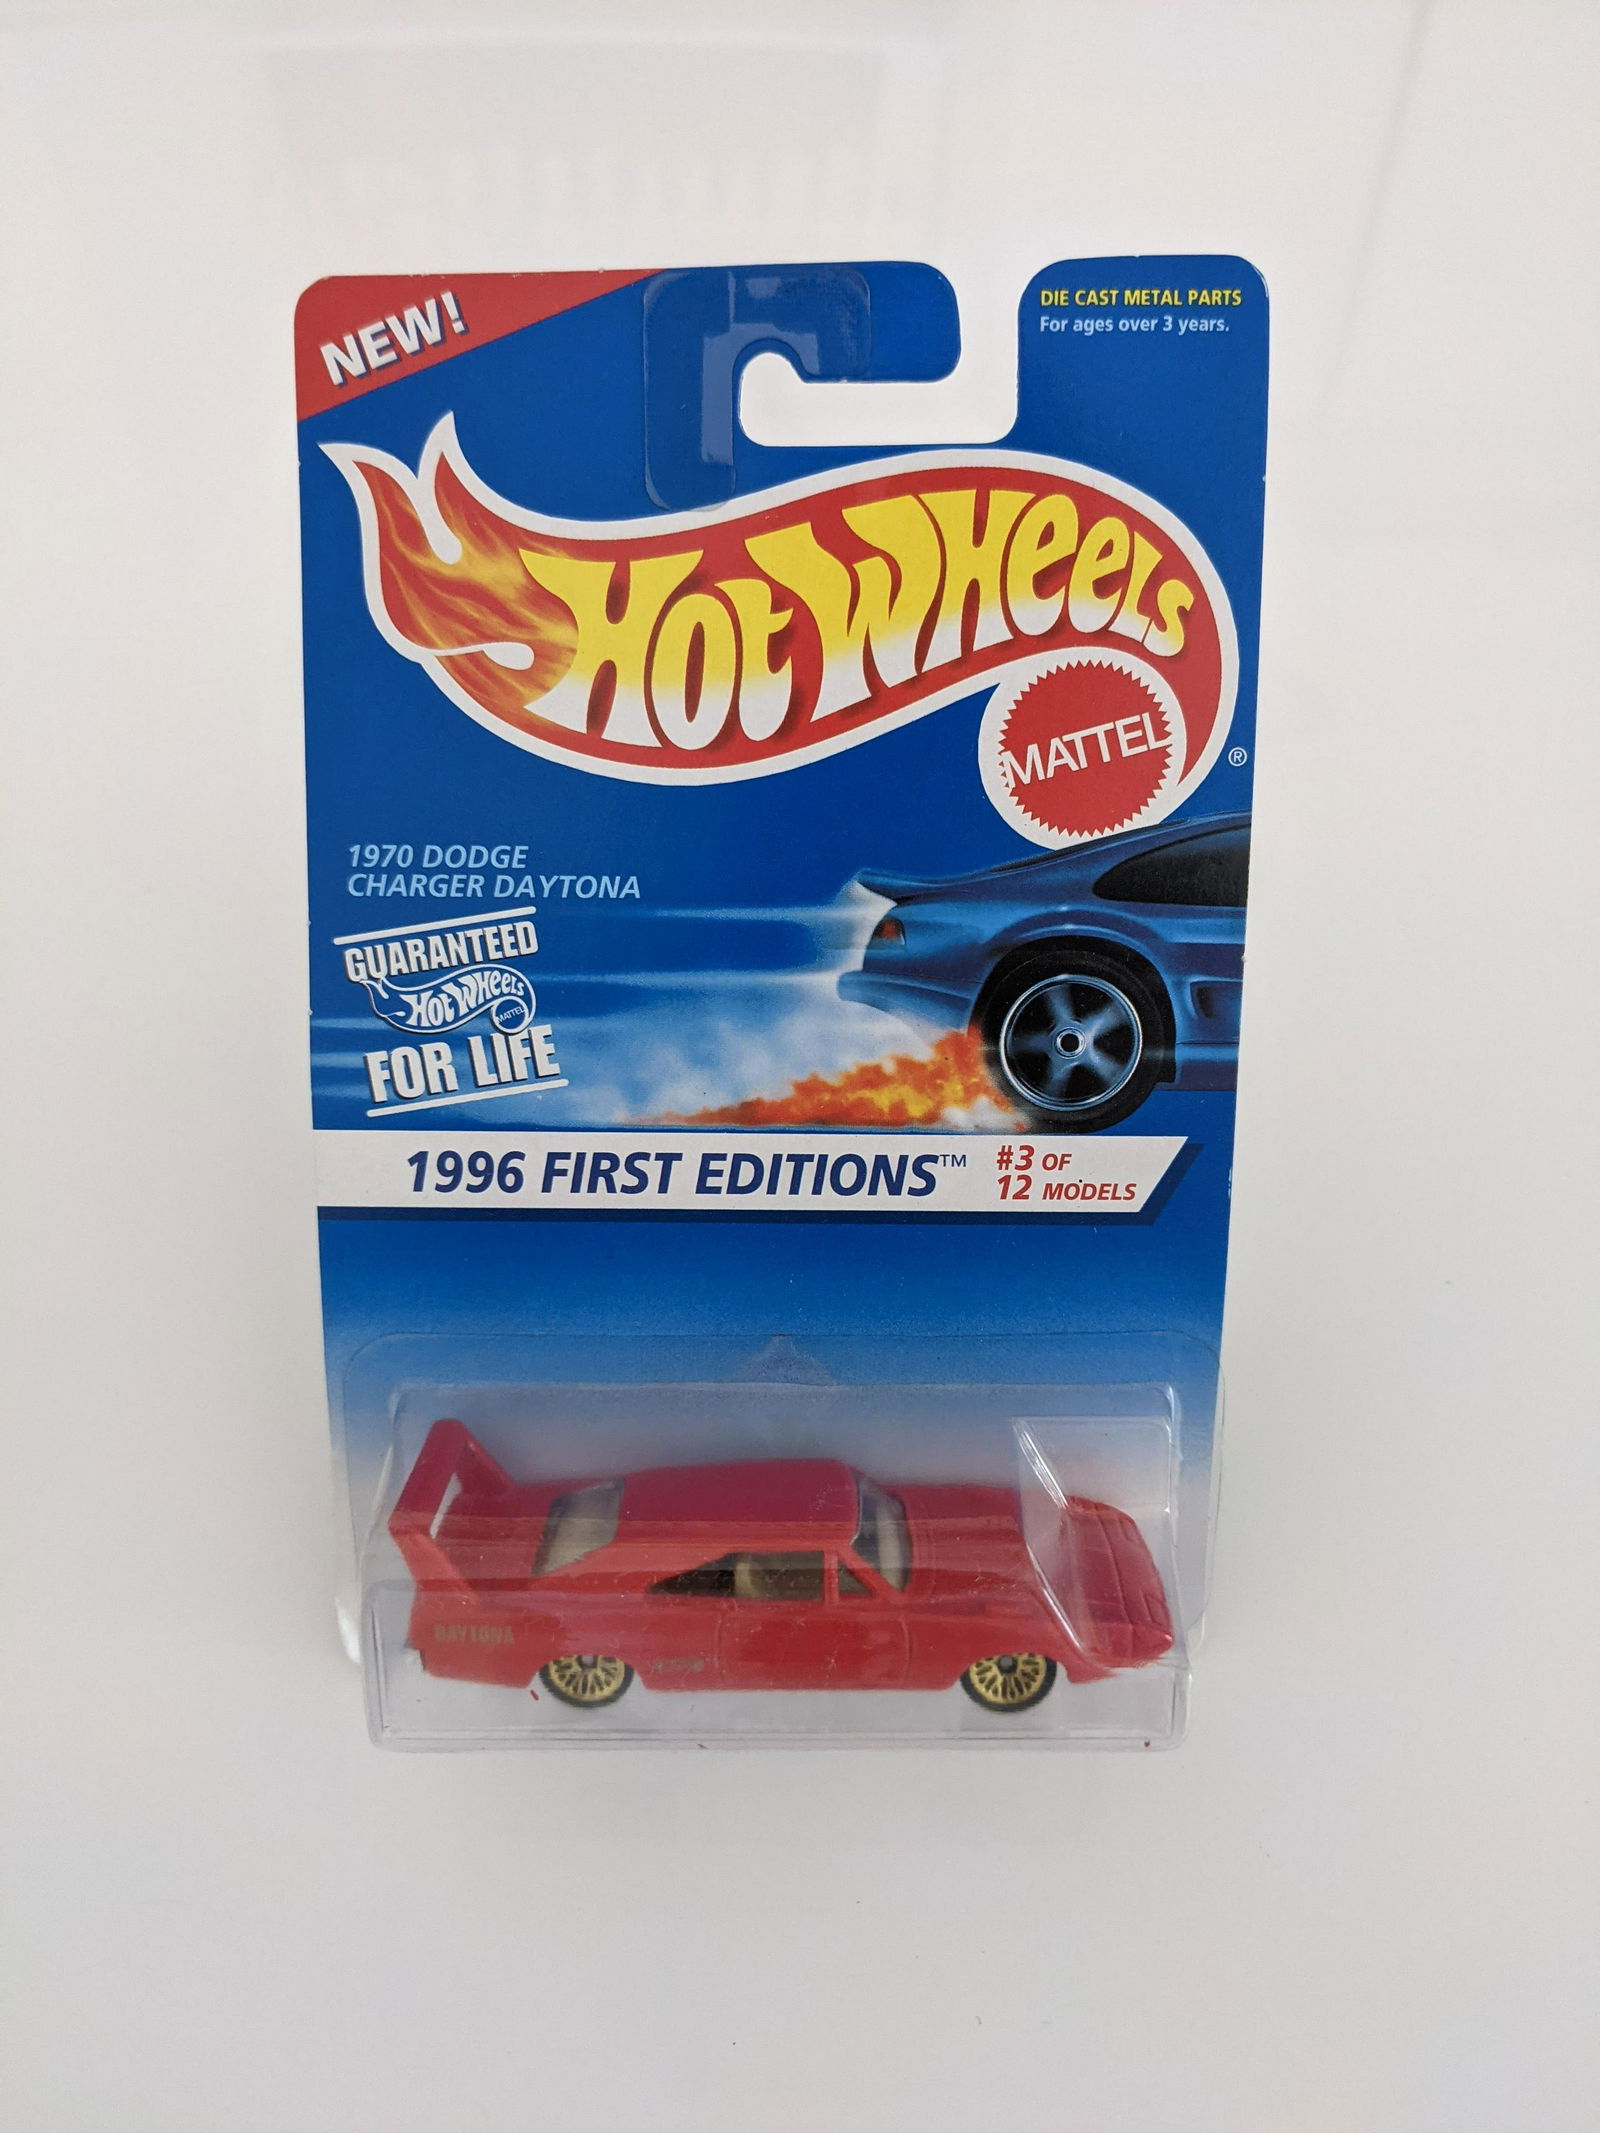 NEW!
DIE CAST METAL PARTS
For ages over 3 years.
HOT WHEELS
MATTEL
®
1970 DODGE
CHARGER DAYTONA
GUARANTEED
HOT WHEELS
MATTEL
FOR LIFE
1996 FIRST EDITIONS™
#3 OF
12 MODELS
DAYTONA